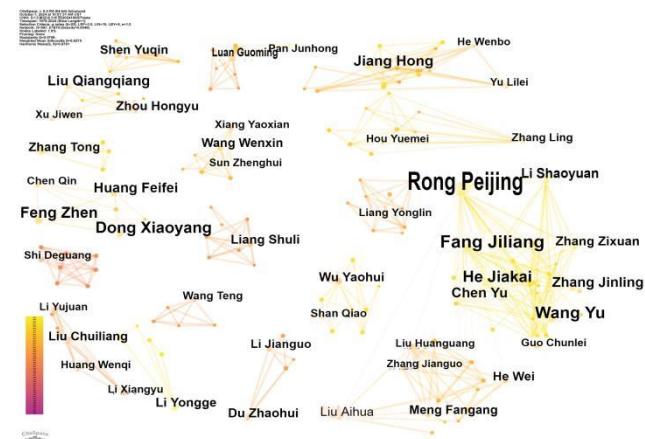 Shen Yuqin
Luan Guoming
Pan Junhong
He Wenbo
Jiang Hong
Liu Qiangqiang
Yu Lilei
Xu Jiwen
Zhou Hongyu
Xiang Yaoxian
Hou Yuemei
Zhang Ling
Zhang Tong
Wang Wenxin
Sun Zhenghui
Chen Qin
Huang Feifei
Rong Peijing
Li Shaoyuan
Feng Zhen
Dong Xiaoyang
Liang Yonglin
Liang Shuli
Fang Jiliang
Zhang Zixuan
Shi Deguang
Wu Yaohui
He Jiakai
Zhang Jinling
Chen Yu
Wang Teng
Li Yujuan
Shan Qiao
Wang Yu
Liu Chuiliang
Li Jianguo
Liu Huanguang
Guo Chunlei
Huang Wenqi
Zhang Jianguo
Li Xiangyu
He Wei
Li Yongge
Du Zhaohui
Liu Aihua
Meng Fangang
CiteSpace